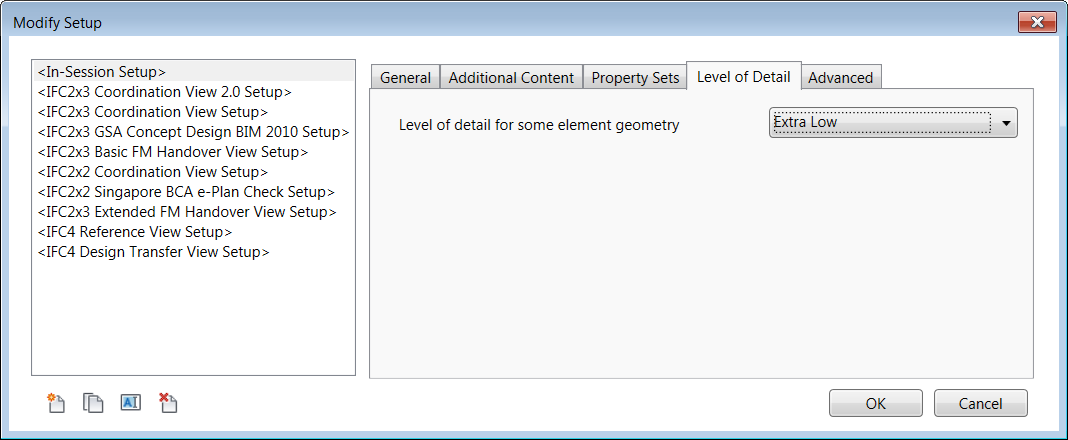 Modify Setup
<In-Session Setup>
<IFC2x3 Coordination View 2.0 Setup>
<IFC2x3 Coordination View Setup>
<IFC2x3 GSA Concept Design BIM 2010 Setup>
<IFC2x3 Basic FM Handover View Setup>
<IFC2x2 Coordination View Setup>
<IFC2x2 Singapore BCA e-Plan Check Setup>
<IFC2x3 Extended FM Handover View Setup>
<IFC4 Reference View Setup>
<IFC4 Design Transfer View Setup>
General Additional Content Property Sets Level of Detail Advanced
Level of detail for some element geometry Extra Low
AI
OK Cancel